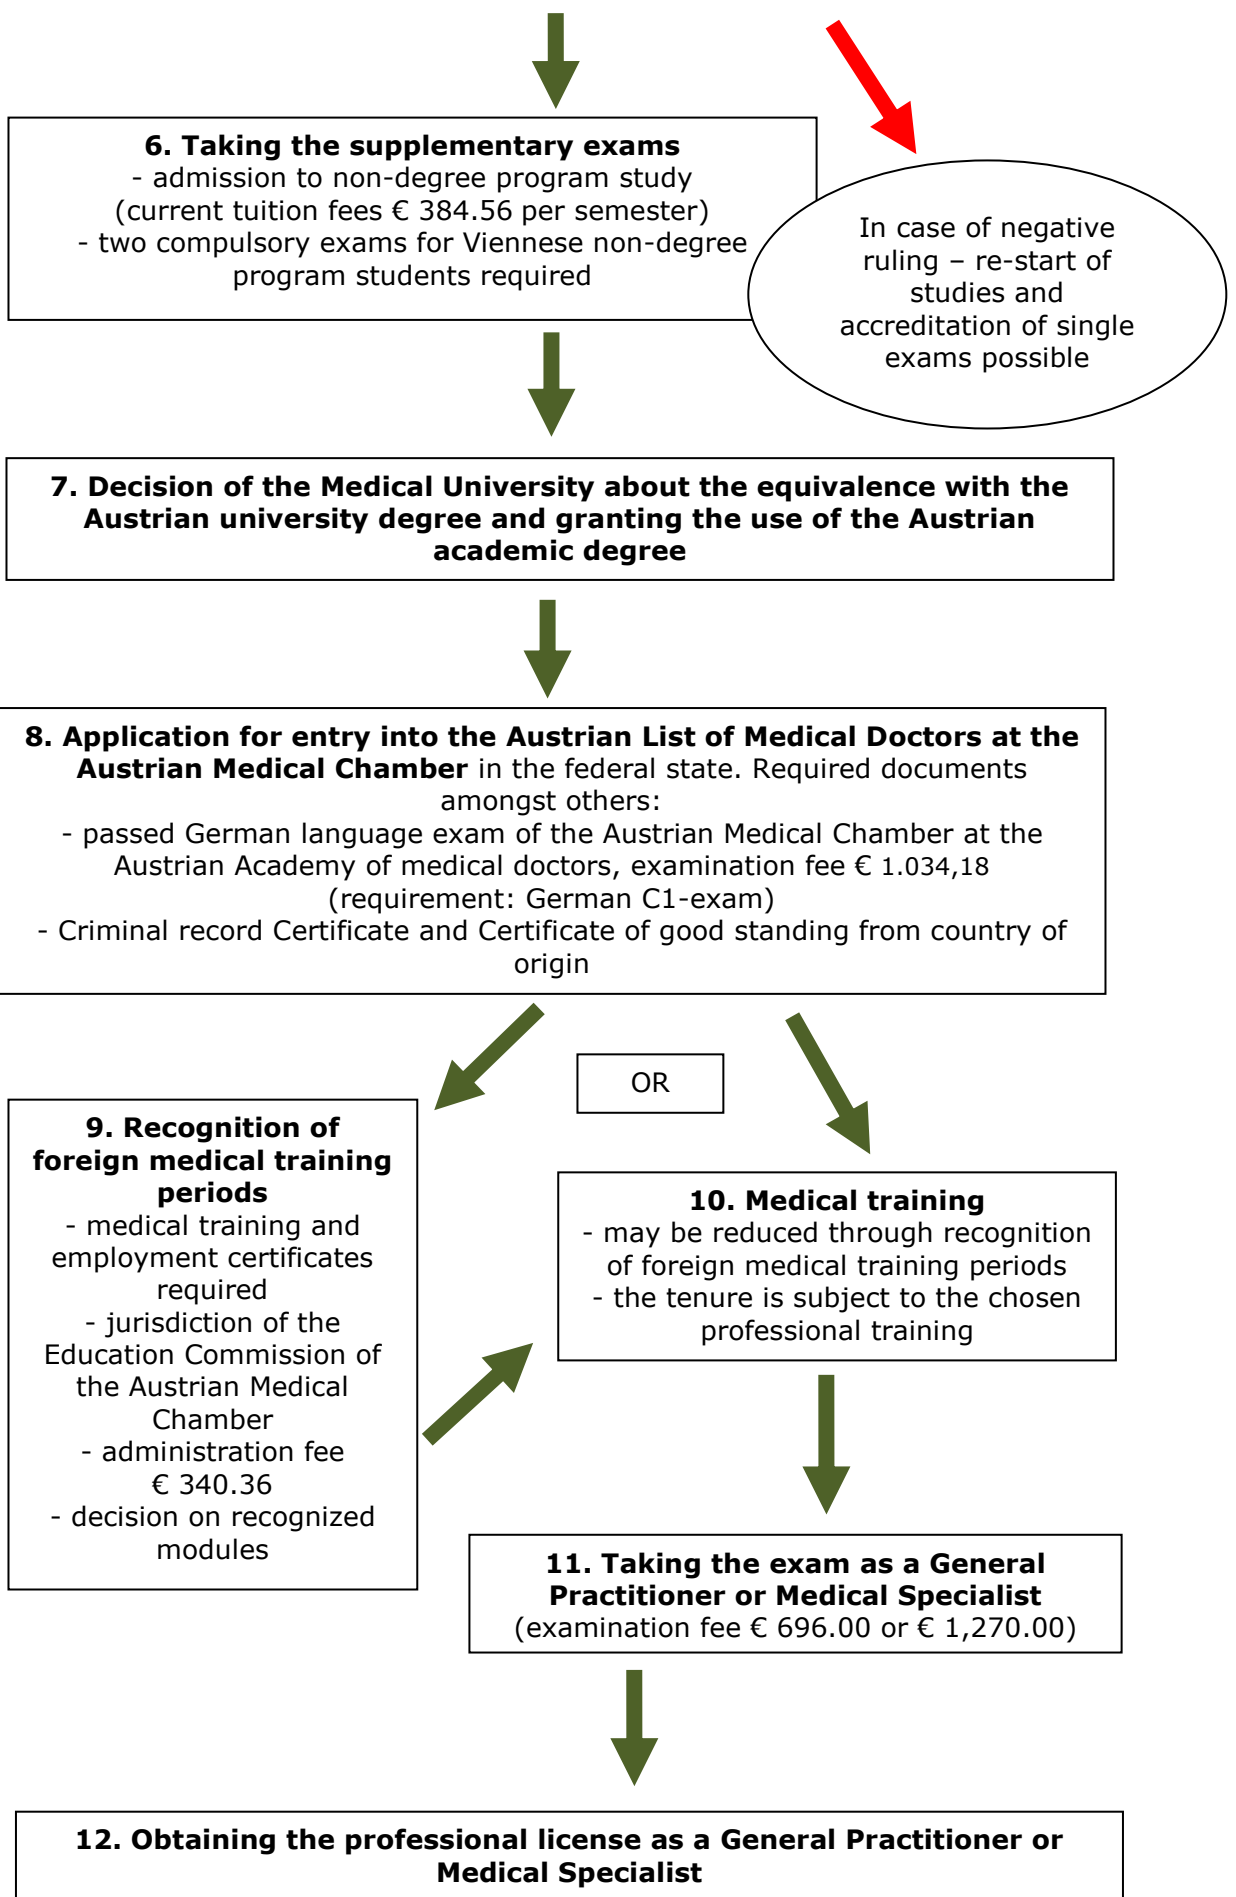 6. Taking the supplementary exams
- admission to non-degree program study
(current tuition fees € 384.56 per semester)
- two compulsory exams for Viennese non-degree
program students required
In case of negative
ruling – re-start of
studies and
accreditation of single
exams possible
7. Decision of the Medical University about the equivalence with the
Austrian university degree and granting the use of the Austrian
academic degree
8. Application for entry into the Austrian List of Medical Doctors at the
Austrian Medical Chamber in the federal state. Required documents
amongst others:
- passed German language exam of the Austrian Medical Chamber at the
Austrian Academy of medical doctors, examination fee € 1.034,18
(requirement: German C1-exam)
- Criminal record Certificate and Certificate of good standing from country of
origin
OR
9. Recognition of
foreign medical training
periods
- medical training and
employment certificates
required
- jurisdiction of the
Education Commission of
the Austrian Medical
Chamber
- administration fee
€ 340.36
- decision on recognized
modules
10. Medical training
- may be reduced through recognition
of foreign medical training periods
- the tenure is subject to the chosen
professional training
11. Taking the exam as a General
Practitioner or Medical Specialist
(examination fee € 696.00 or € 1,270.00)
12. Obtaining the professional license as a General Practitioner or
Medical Specialist